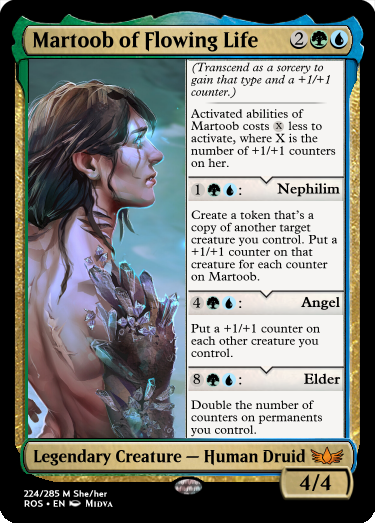 Martoob of Flowing Life 2
(Transcend as a sorcery to
gain that type and a +1/+1
counter.)
Activated abilities of
Martoob costs X less to
activate, where X is the
number of +1/+1 counters
on her.
1 : Nephilim
Create a token that's a
copy of another target
creature you control. Put a
+1/+1 counter on that
creature for each counter
on Martoob.
4 : Angel
Put a +1/+1 counter on
each other creature you
control.
8 : Elder
Double the number of
counters on permanents
you control.
Legendary Creature — Human Druid
4/4
224/285 M She/her
ROS • EN Midva